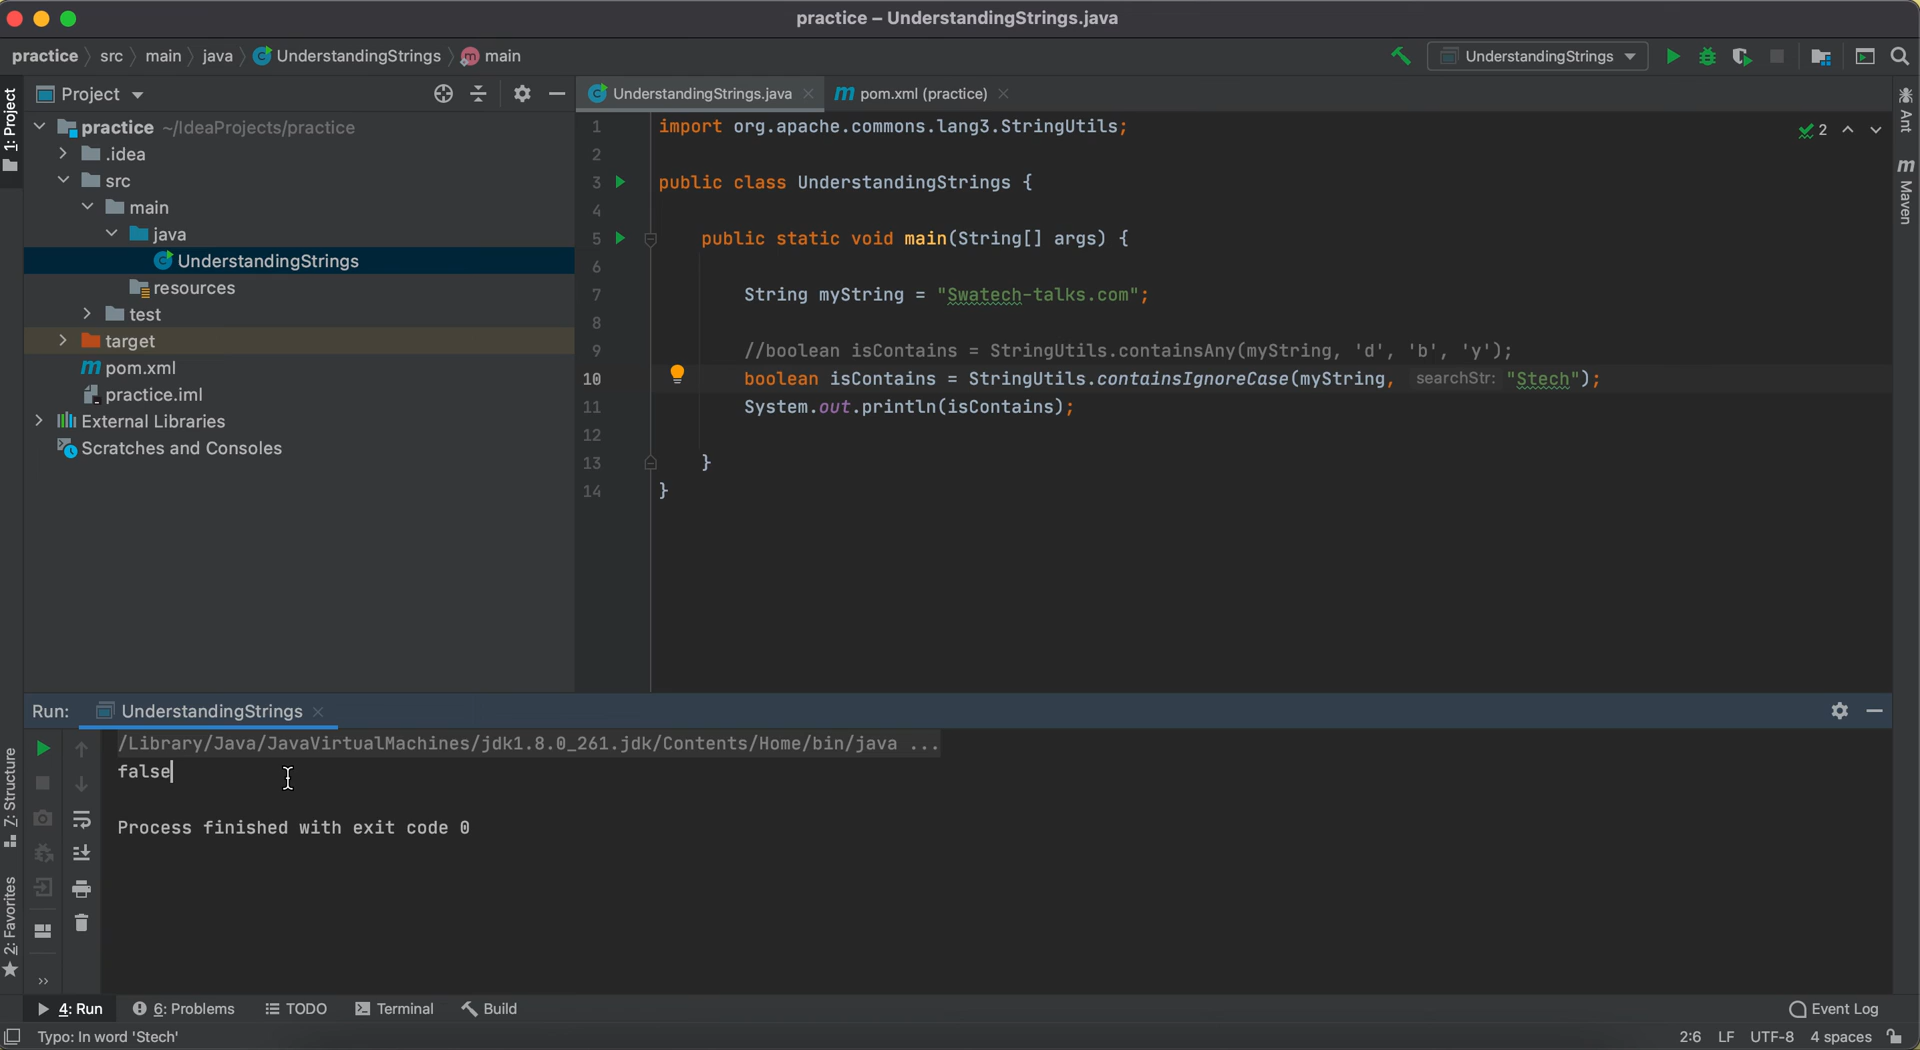 practice – UnderstandingStrings.java
practice src main java UnderstandingStrings main
UnderstandingStrings
1: Project
Project
practice ~/IdeaProjects/practice
.idea
src
main
java
UnderstandingStrings
resources
test
target
pom.xml
practice.iml
External Libraries
Scratches and Consoles
UnderstandingStrings.java
pom.xml (practice)
2
1 import org.apache.commons.lang3.StringUtils;
2
3 public class UnderstandingStrings {
4
5 public static void main(String[] args) {
6
7 String myString = "Swatech-talks.com";
8
9 //boolean isContains = StringUtils.containsAny(myString, 'd', 'b', 'y');
10 boolean isContains = StringUtils.containsIgnoreCase(myString, searchStr: "Stech");
11 System.out.println(isContains);
12
13 }
14 }
Ant
Maven
Run: UnderstandingStrings
/Library/Java/JavaVirtualMachines/jdk1.8.0_261.jdk/Contents/Home/bin/java ...
false
Process finished with exit code 0
Z: Structure
2: Favorites
4: Run 6: Problems TODO Terminal Build Event Log
Typo: In word 'Stech' 2:6 LF UTF-8 4 spaces